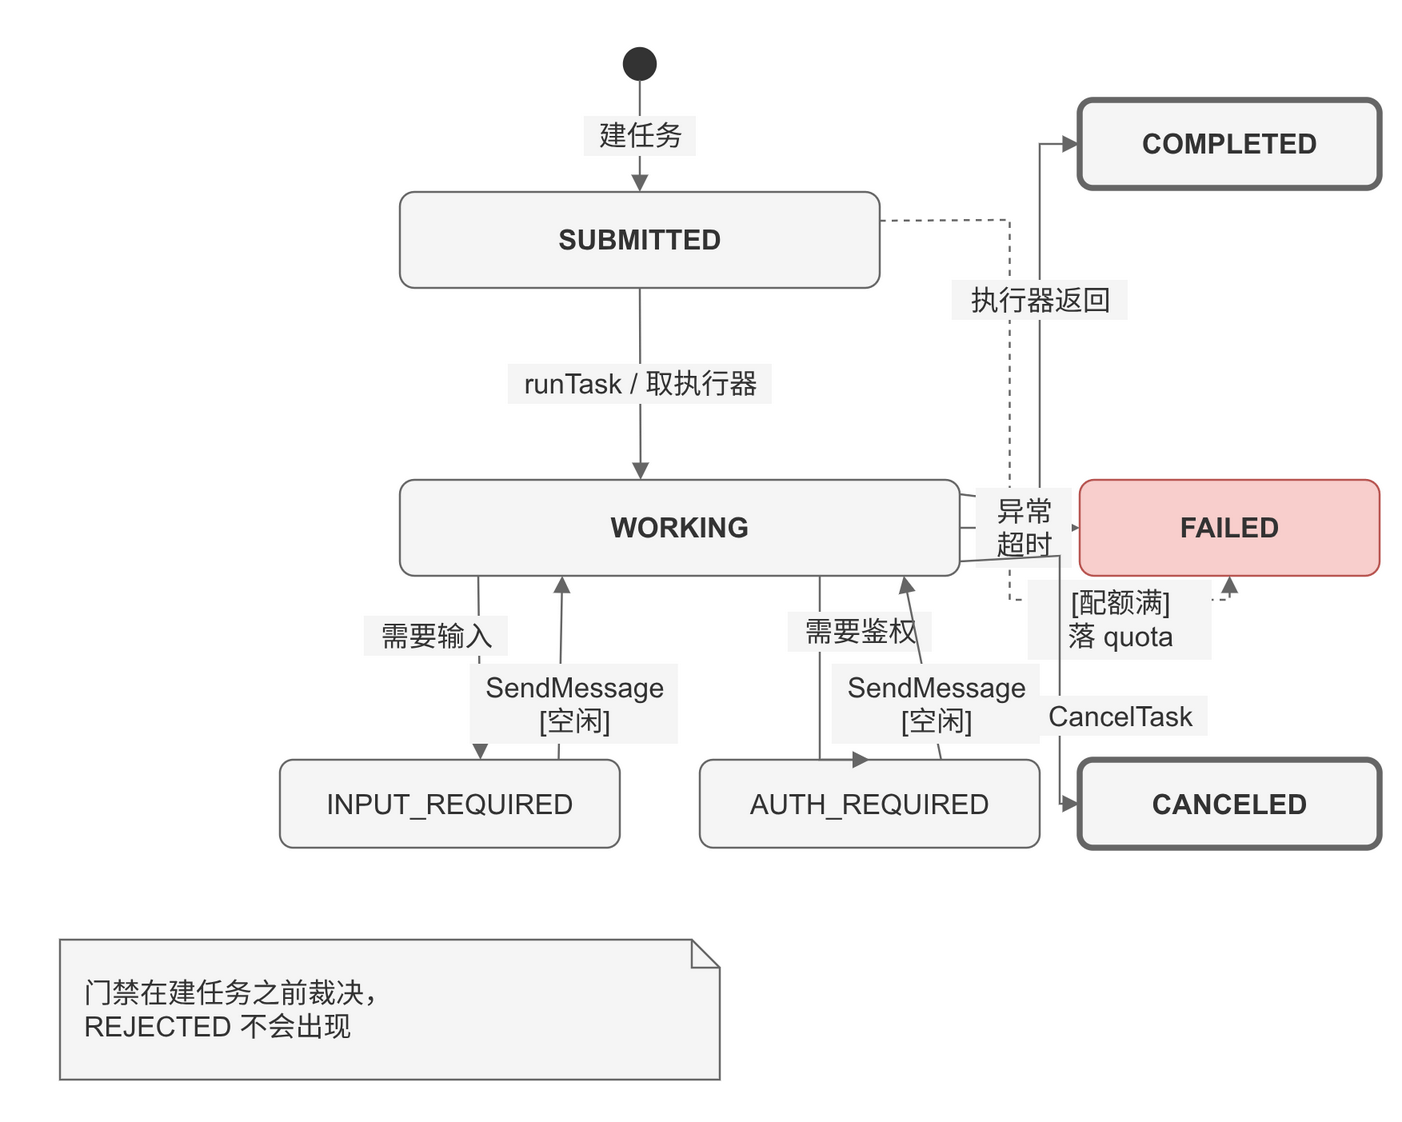 建任务
COMPLETED
SUBMITTED
执行器返回
runTask / 取执行器
WORKING
异常
超时
FAILED
[配额满]
落 quota
需要输入
需要鉴权
SendMessage
[空闲]
SendMessage
[空闲]
CancelTask
INPUT_REQUIRED
AUTH_REQUIRED
CANCELED
门禁在建任务之前裁决，
REJECTED 不会出现